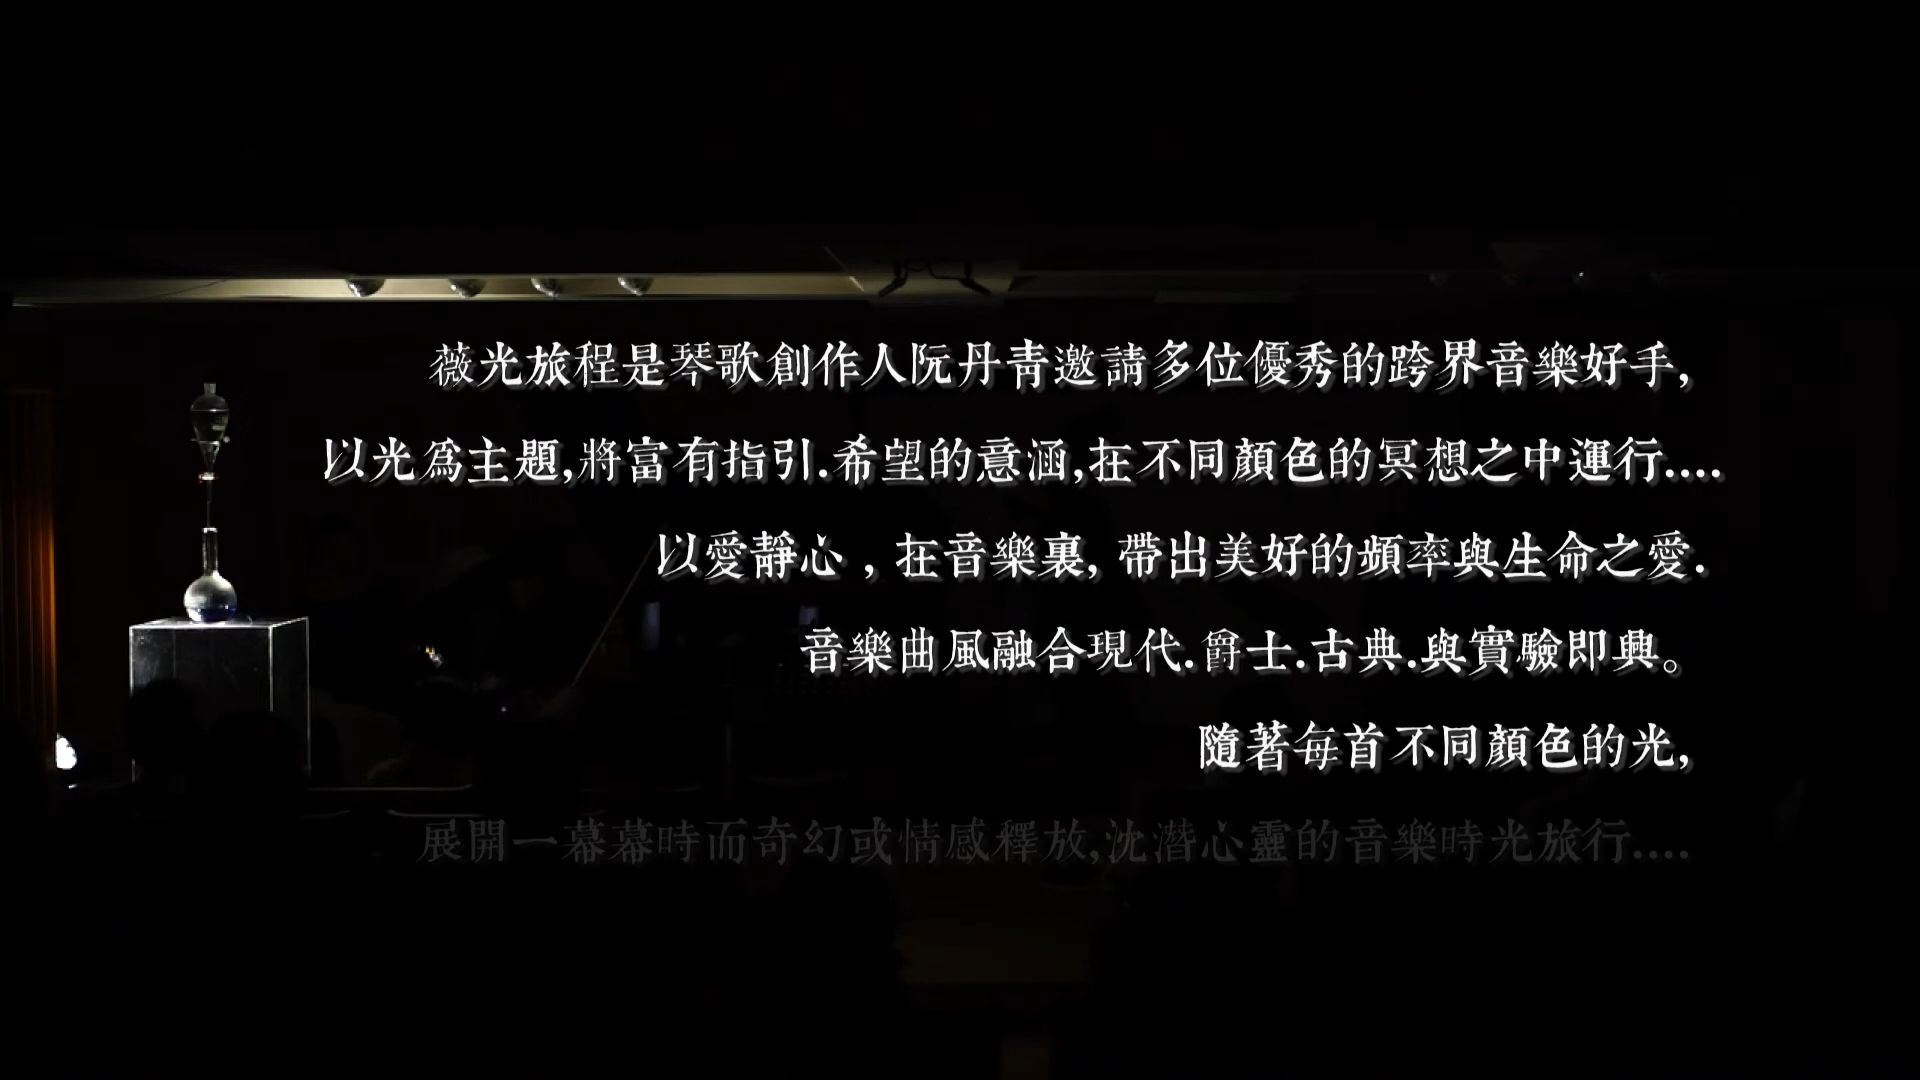 薇光旅程是琴歌創作人阮丹青邀請多位優秀的跨界音樂好手,
以光為主題,將富有指引.希望的意涵,在不同顏色的冥想之中運行....
以愛靜心 , 在音樂裏, 帶出美好的頻率與生命之愛.
音樂曲風融合現代.爵士.古典.與實驗即興。
隨著每首不同顏色的光,
展開一幕幕時而奇幻或情感釋放,沈潛心靈的音樂時光旅行....